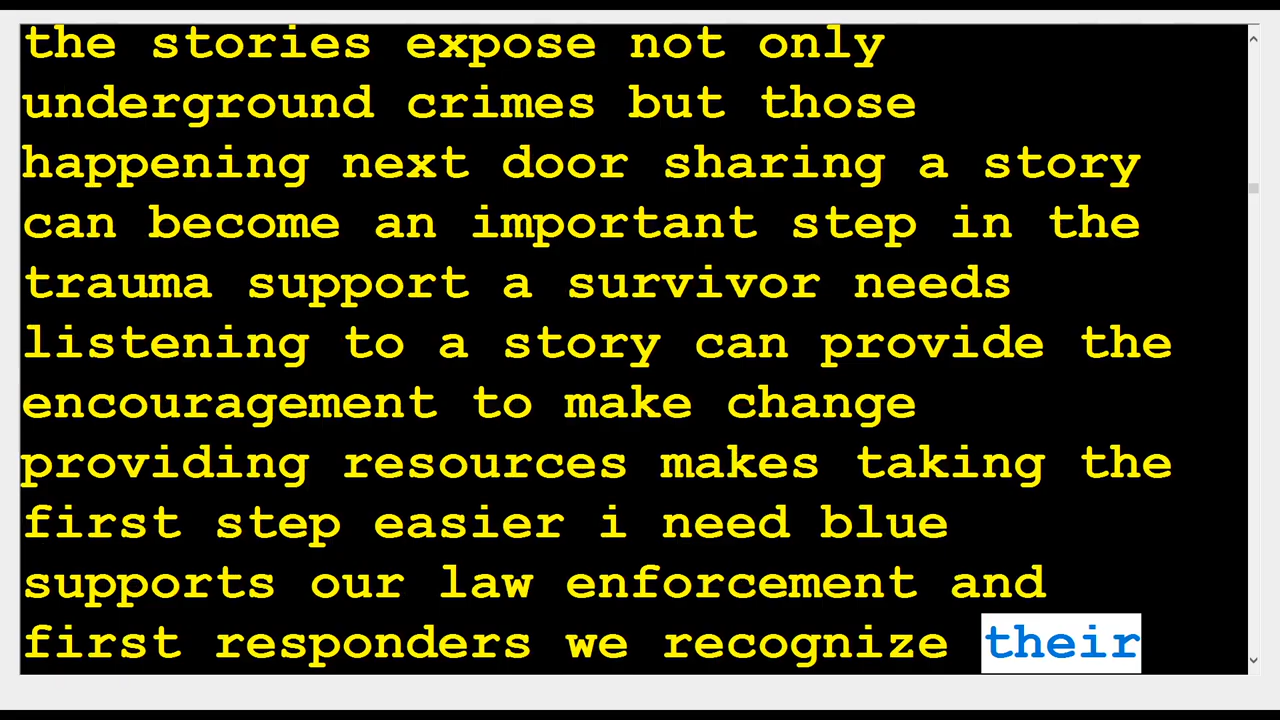 the stories expose not only
underground crimes but those
happening next door sharing a story
can become an important step in the
trauma support a survivor needs
listening to a story can provide the
encouragement to make change
providing resources makes taking the
first step easier i need blue
supports our law enforcement and
first responders we recognize their